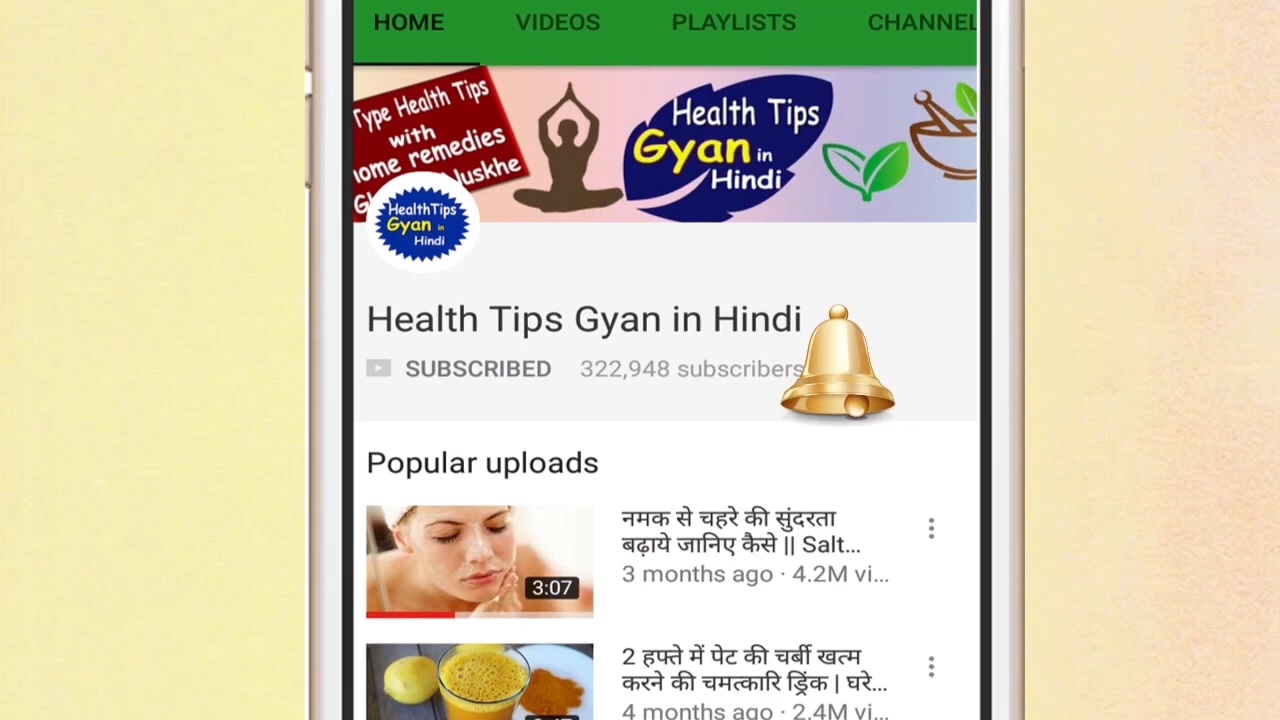 HOME VIDEOS PLAYLISTS CHANNEL
Type Health Tips
with
home remedies
Nuskhe
Health Tips
Gyan in
Hindi
HealthTips
Gyan in
Hindi
Health Tips Gyan in Hindi
SUBSCRIBED 322,948 subscribers
Popular uploads
नमक से चहरे की सुंदरता
बढ़ाये जानिए कैसे || Salt...
3 months ago · 4.2M vi...
3:07
2 हफ्ते में पेट की चर्बी खत्म
करने की चमत्कारि ड्रिंक | घरे...
4 months ago · 2.4M vi...